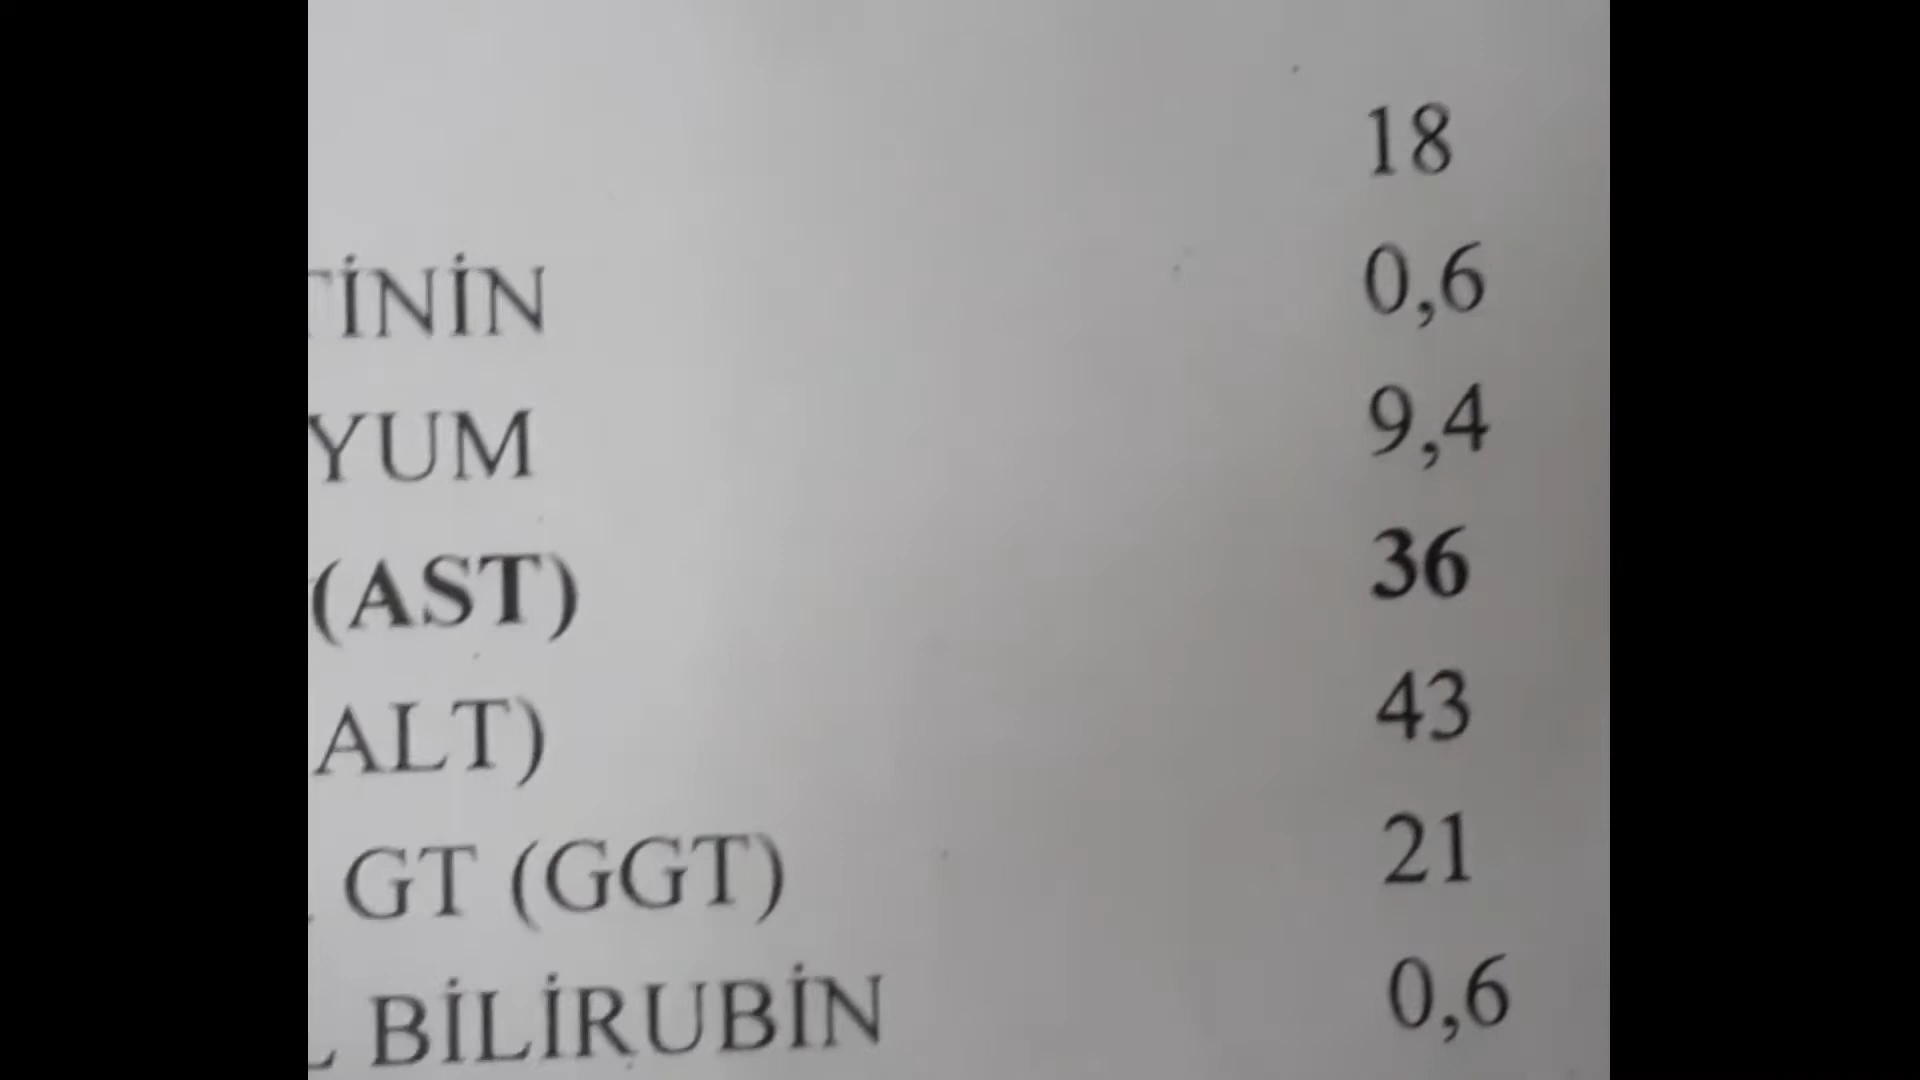 18
TİNİN 0,6
YUM 9,4
(AST) 36
ALT) 43
GT (GGT) 21
L BİLİRUBİN 0,6